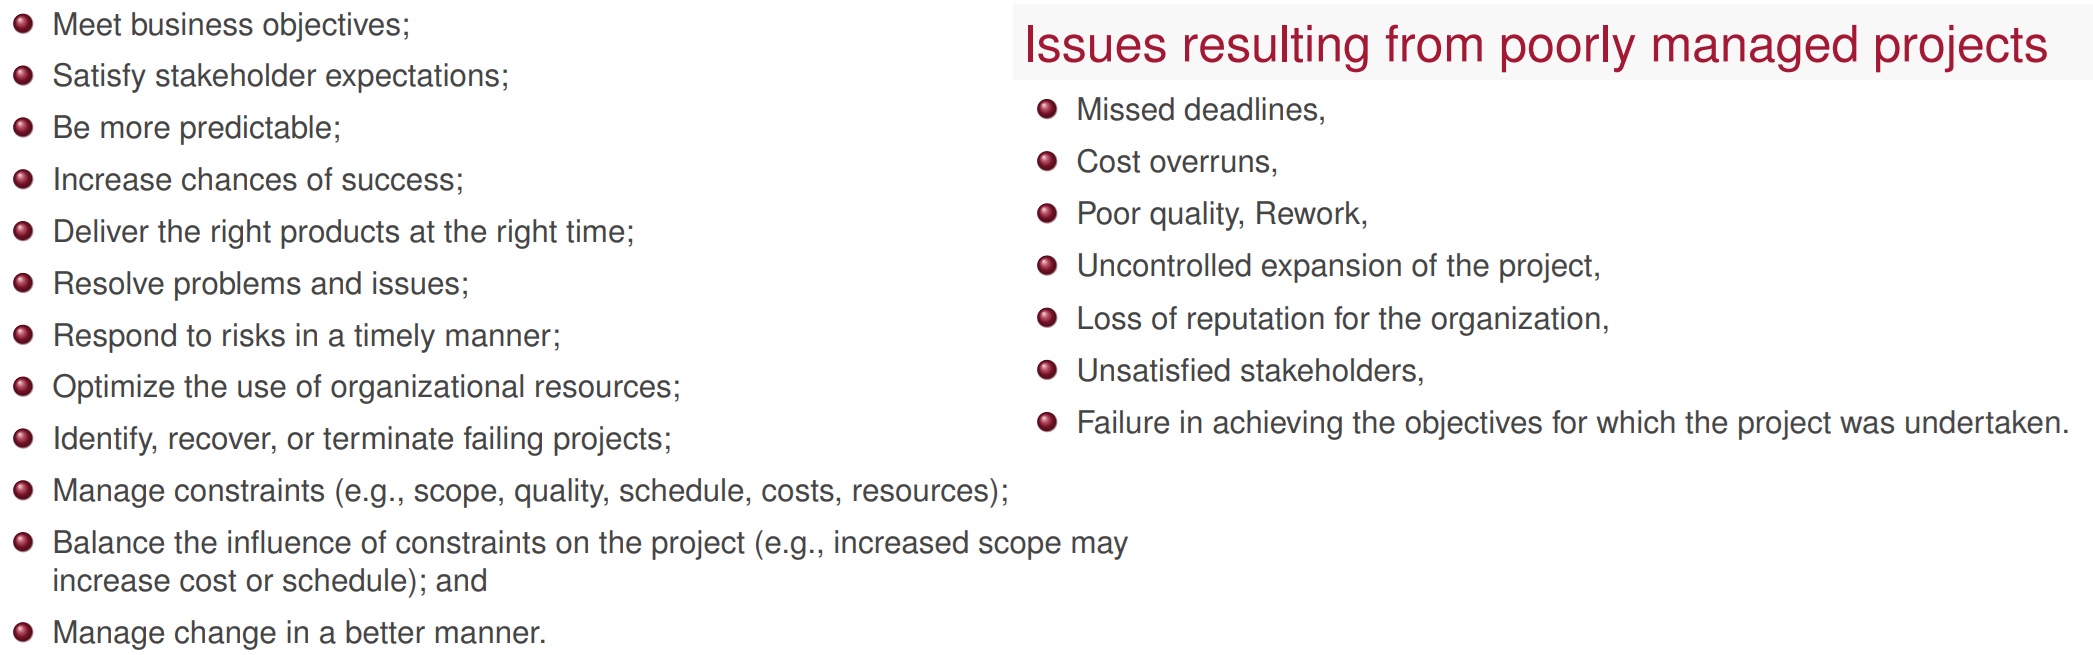 Meet business objectives;
Satisfy stakeholder expectations;
Be more predictable;
Increase chances of success;
Deliver the right products at the right time;
Resolve problems and issues;
Respond to risks in a timely manner;
Optimize the use of organizational resources;
Identify, recover, or terminate failing projects;
Manage constraints (e.g., scope, quality, schedule, costs, resources);
Balance the influence of constraints on the project (e.g., increased scope may
increase cost or schedule); and
Manage change in a better manner.
Issues resulting from poorly managed projects
Missed deadlines,
Cost overruns,
Poor quality, Rework,
Uncontrolled expansion of the project,
Loss of reputation for the organization,
Unsatisfied stakeholders,
Failure in achieving the objectives for which the project was undertaken.